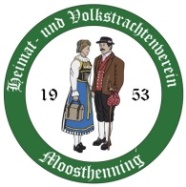 Heimat- und Volkstrachtenverein
19 53
Moosthenning